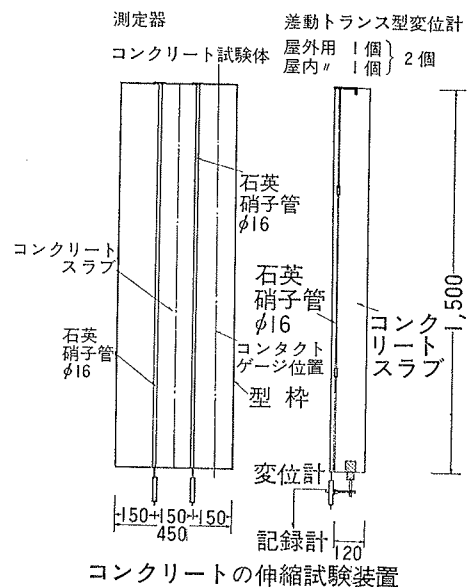 測定器
差動トランス型変位計
コンクリート試験体
屋外用 1個
屋内〃 1個
2個
石英
硝子管
φ16
コンクリート
スラブ
石英
硝子管
φ16
コンタクト
ゲージ位置
型枠
石英
硝子管
φ16
コンク
リート
スラブ
1,500
変位計
記録計
150
150
150
450
120
コンクリートの伸縮試験装置